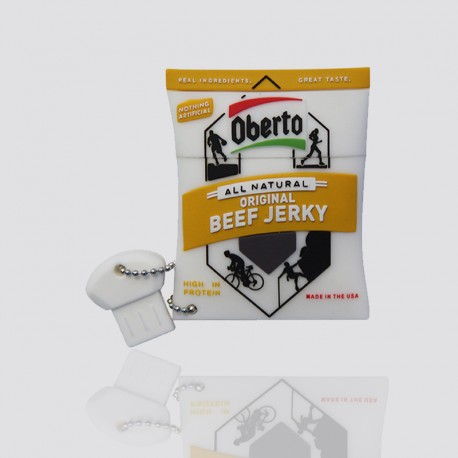 REAL INGREDIENTS. GREAT TASTE.
NOTHING
ARTIFICIAL
Oberto
ALL NATURAL
ORIGINAL
BEEF JERKY
HIGH IN
PROTEIN
MADE IN THE USA